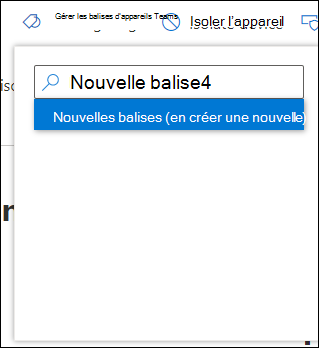 Gérer les balises d'appareils Teams
Isoler l'appareil
Nouvelle balise4
Nouvelles balises (en créer une nouvelle)